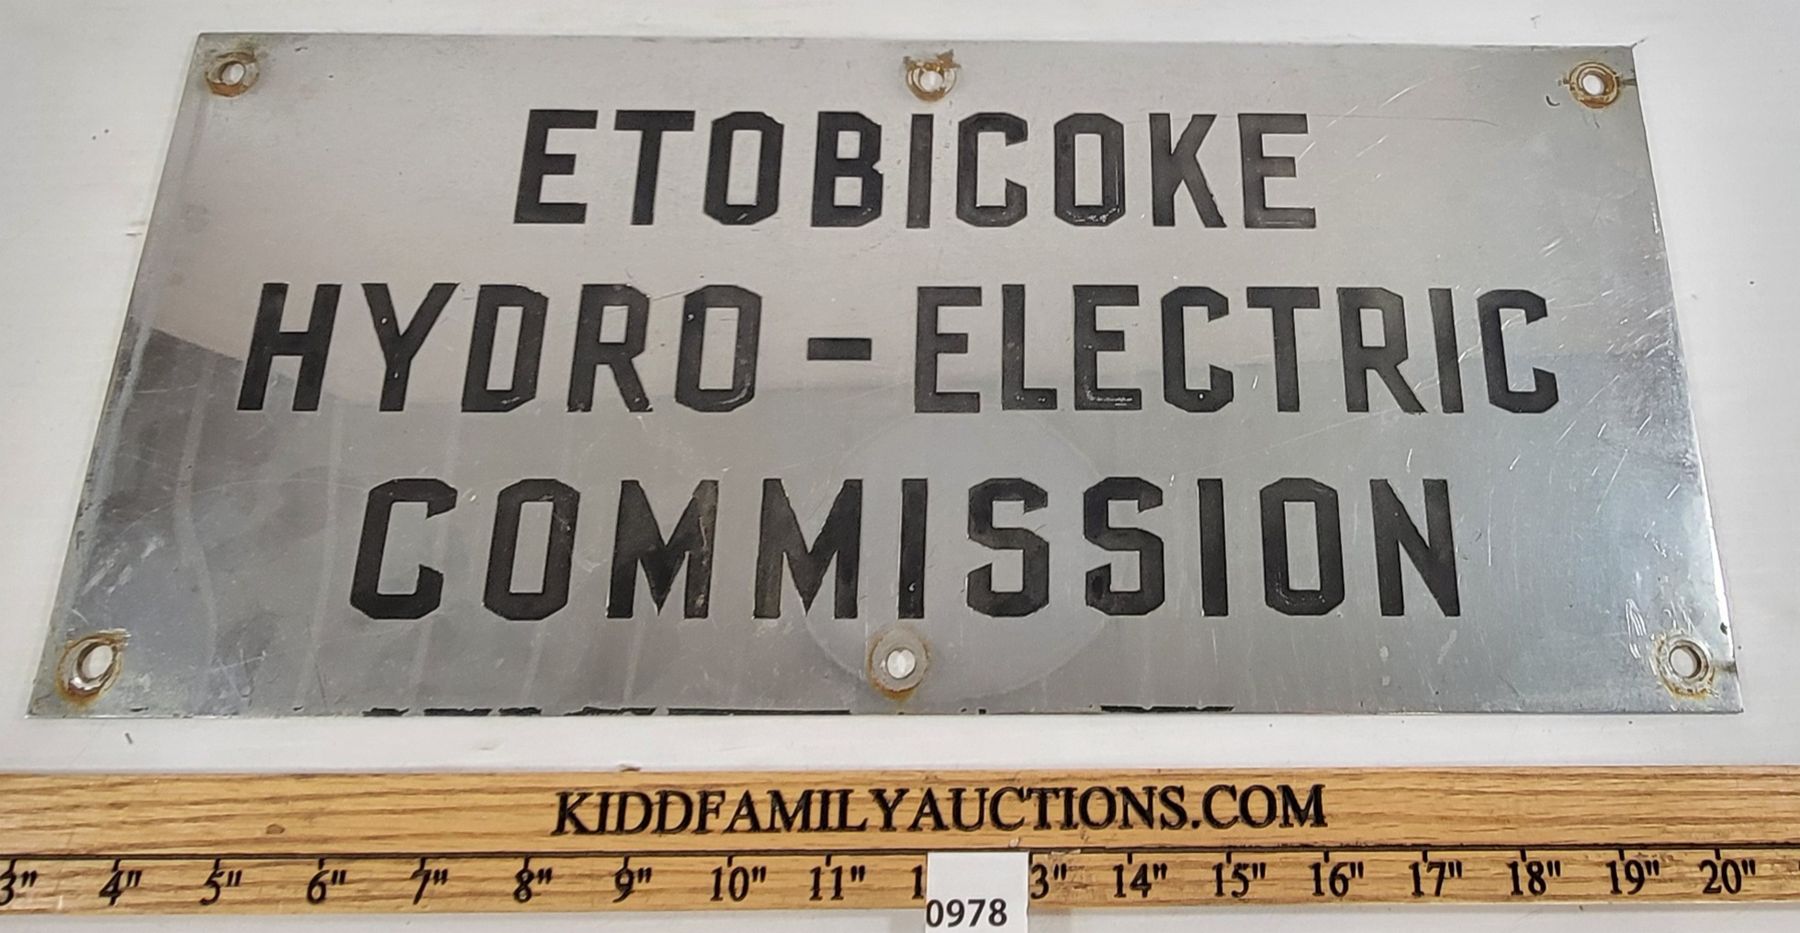 ETOBICOKE
HYDRO-ELECTRIC
COMMISSION
KIDDFAMILYAUCTIONS.COM
3" 4" 5" 6" 7" 8" 9" 10" 11" 1 3" 14" 15" 16" 17" 18" 19" 20"
0978